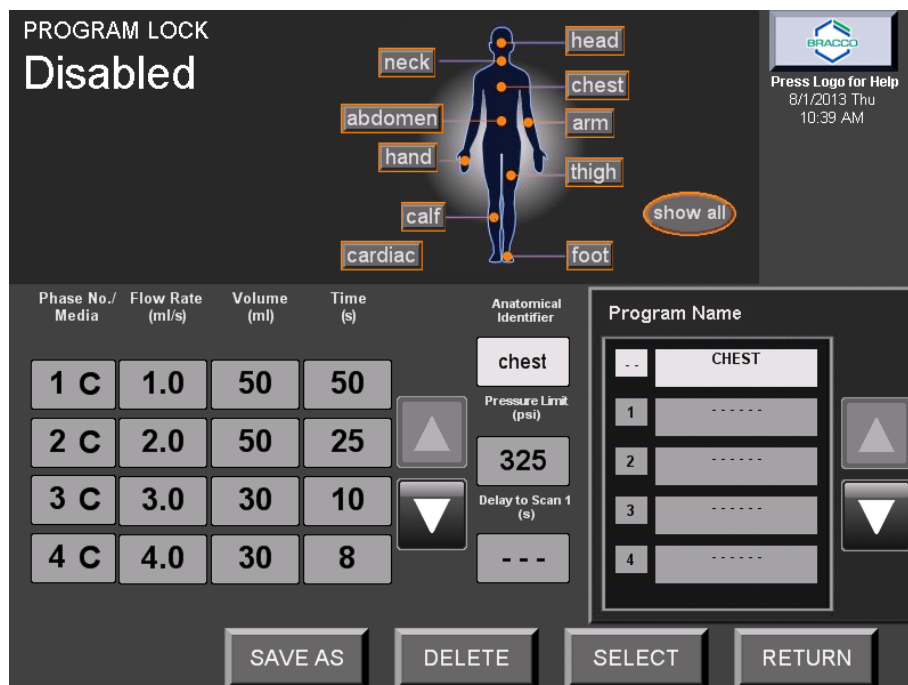 PROGRAM LOCK
Disabled
head
neck
chest
abdomen
arm
hand
thigh
calf
show all
cardiac
foot
BRACCO
Press Logo for Help
8/1/2013 Thu
10:39 AM
Phase No./ Flow Rate Volume Time
Media (ml/s) (ml) (s)
1 C 1.0 50 50
2 C 2.0 50 25
3 C 3.0 30 10
4 C 4.0 30 8
Anatomical
Identifier
chest
Pressure Limit
(psi)
325
Delay to Scan 1
(s)
- - -
Program Name
- - CHEST
1 - - - - - -
2 - - - - - -
3 - - - - - -
4 - - - - - -
SAVE AS DELETE SELECT RETURN